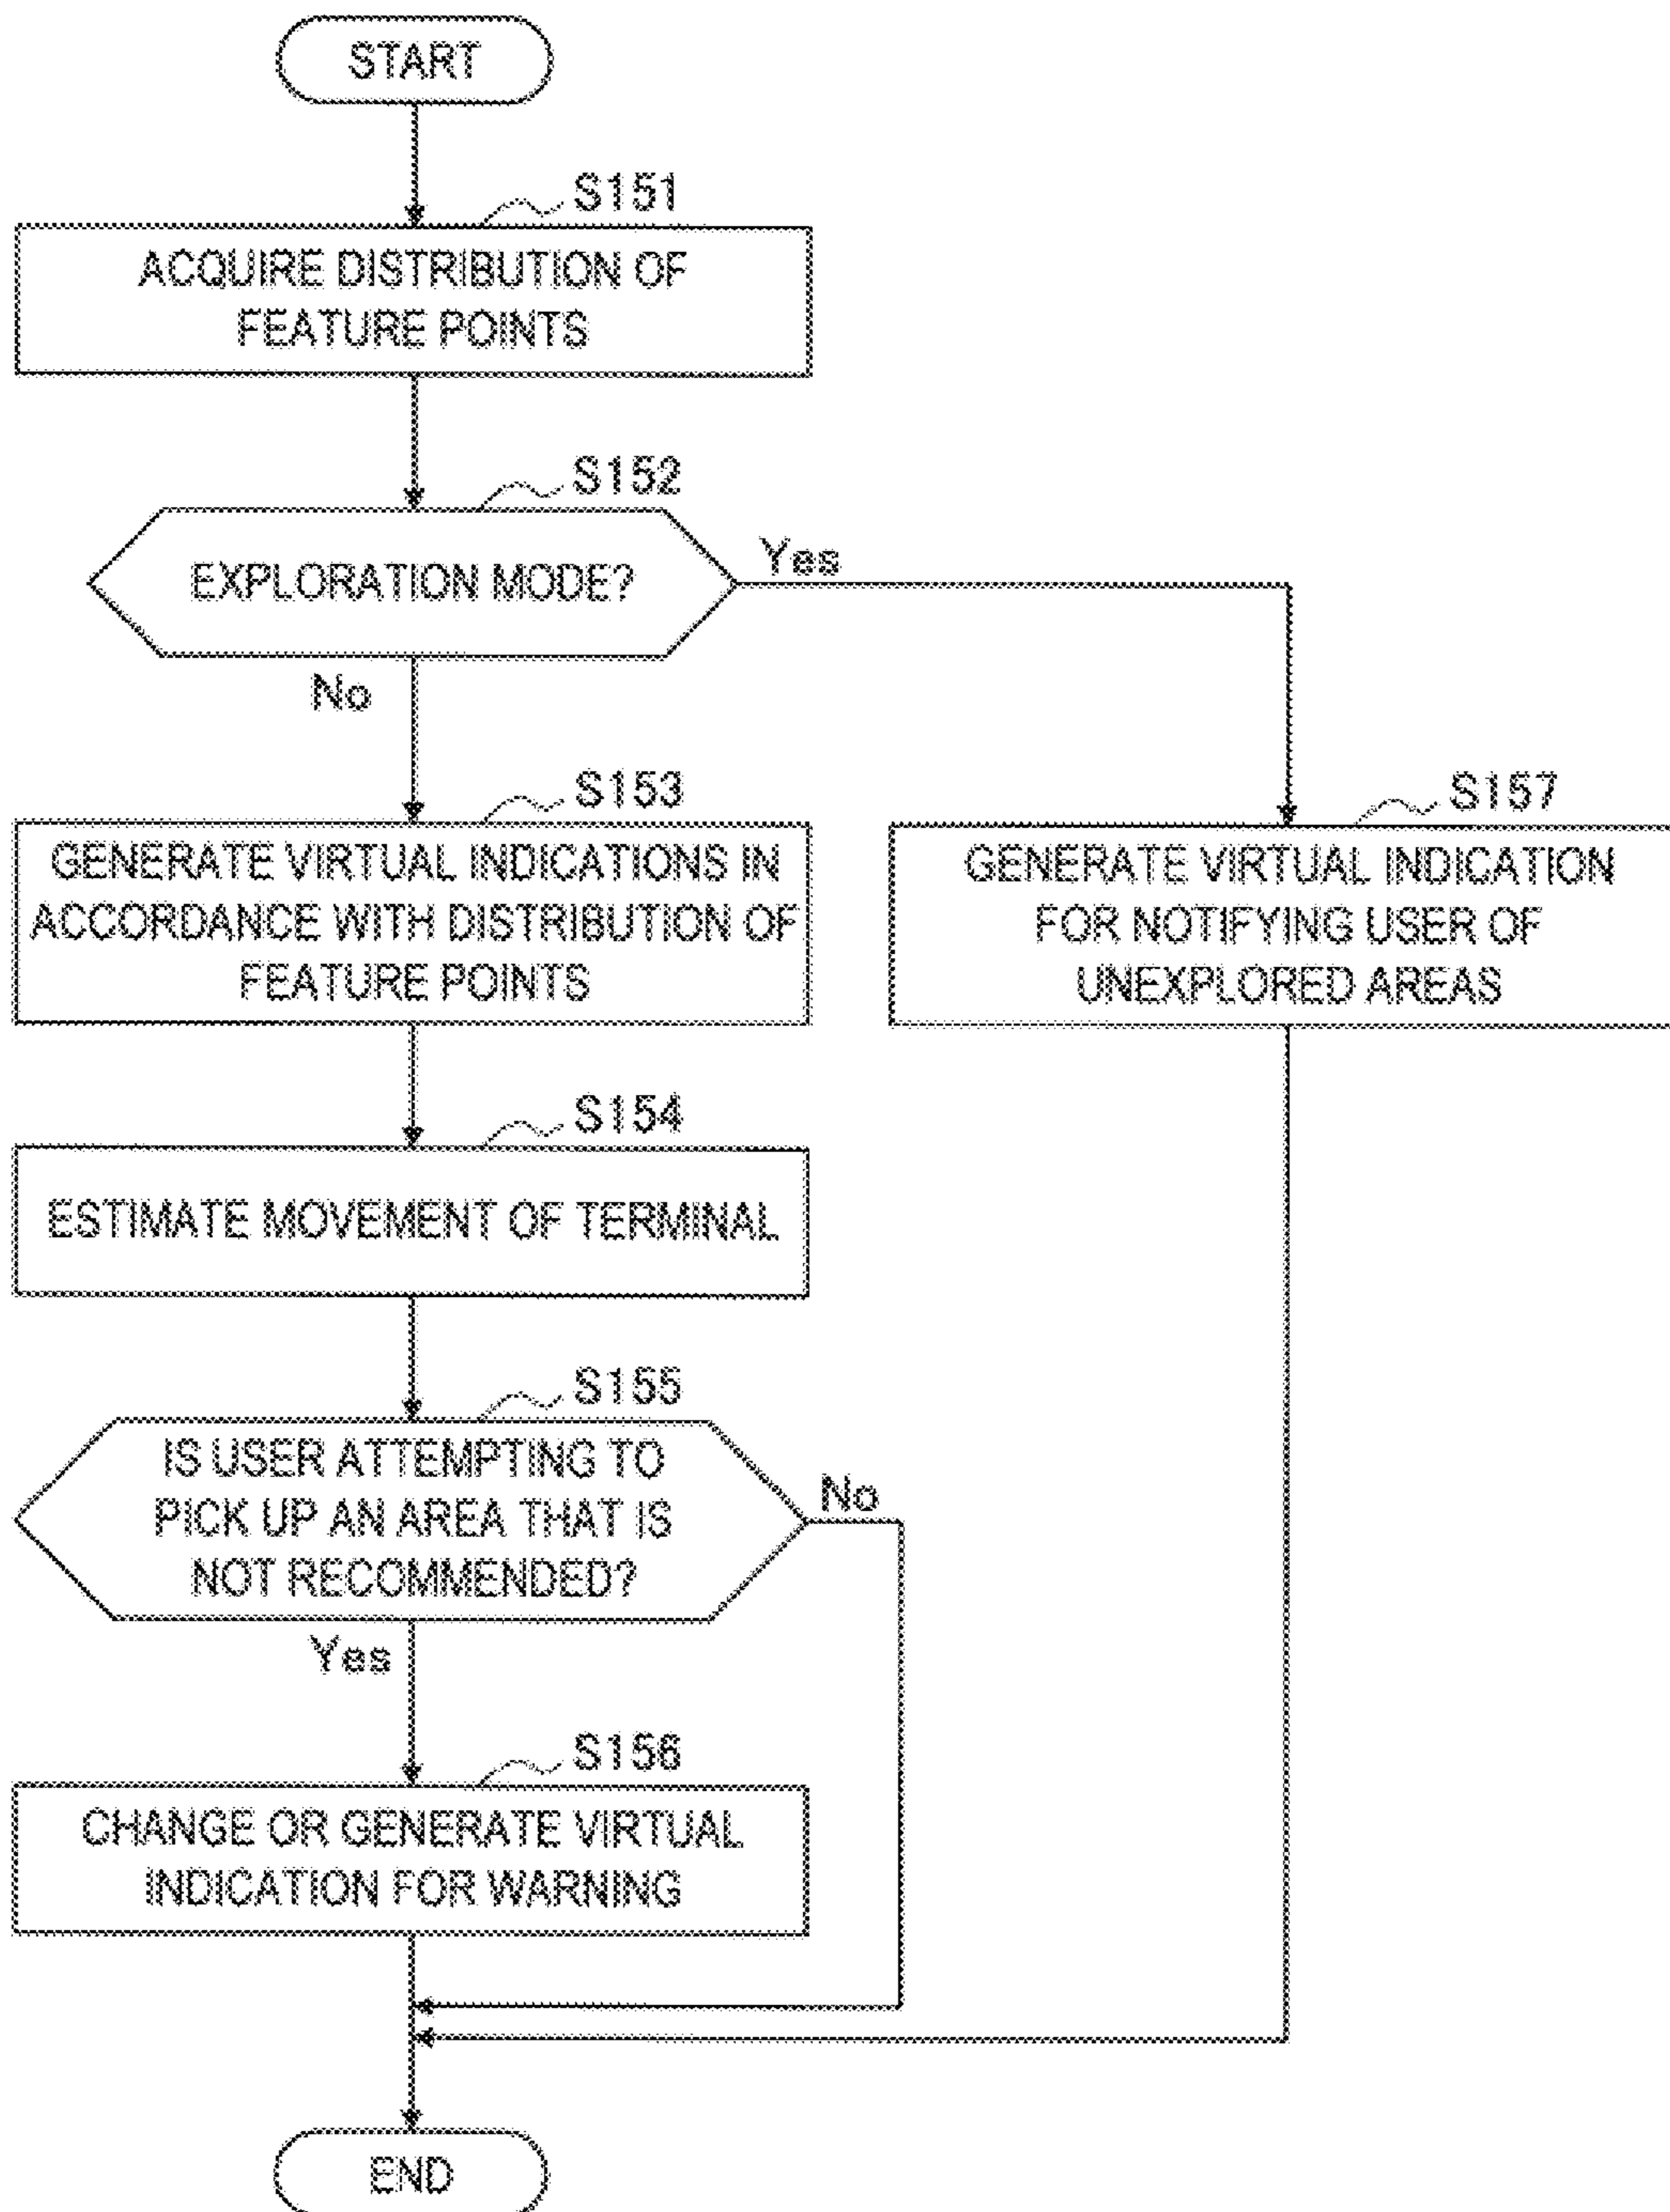 START
S151
ACQUIRE DISTRIBUTION OF
FEATURE POINTS
S152
EXPLORATION MODE?
Yes
No
S153
GENERATE VIRTUAL INDICATIONS IN
ACCORDANCE WITH DISTRIBUTION OF
FEATURE POINTS
S157
GENERATE VIRTUAL INDICATION
FOR NOTIFYING USER OF
UNEXPLORED AREAS
S154
ESTIMATE MOVEMENT OF TERMINAL
S155
IS USER ATTEMPTING TO
PICK UP AN AREA THAT IS
NOT RECOMMENDED?
No
Yes
S156
CHANGE OR GENERATE VIRTUAL
INDICATION FOR WARNING
END